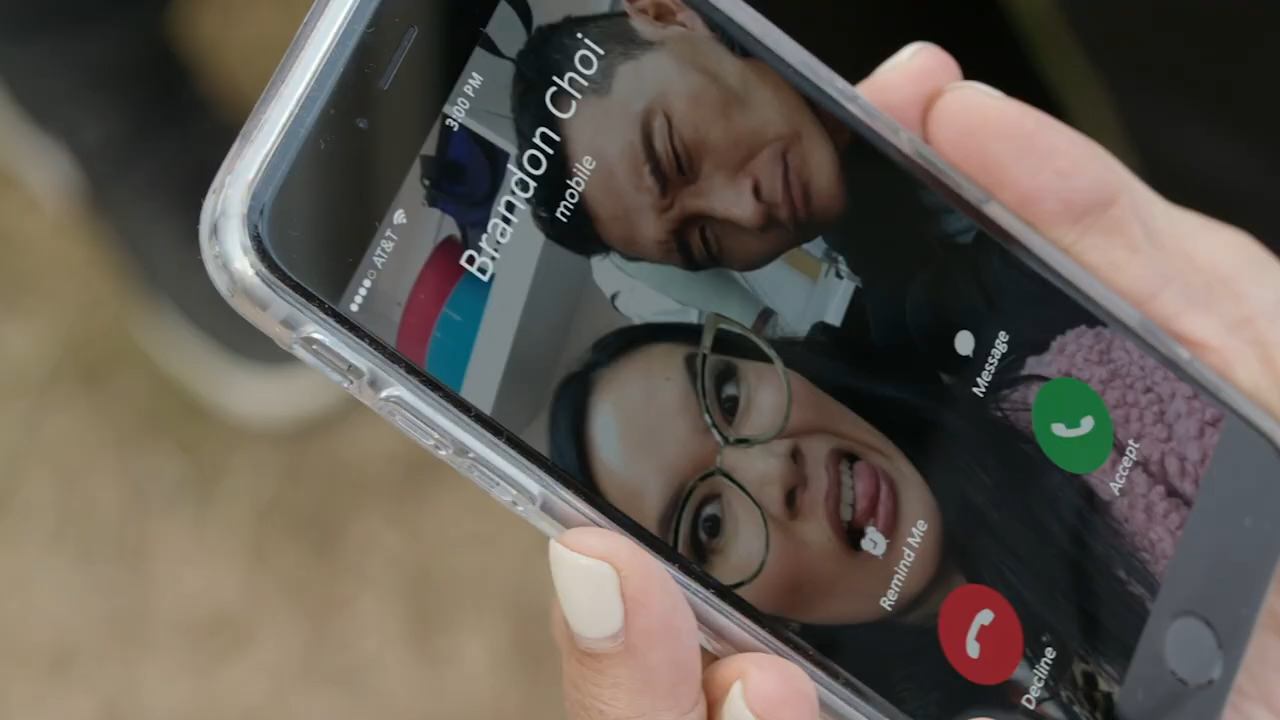 AT&T 3:00 PM
Brandon Choi
mobile
Remind Me
Message
Decline
Accept